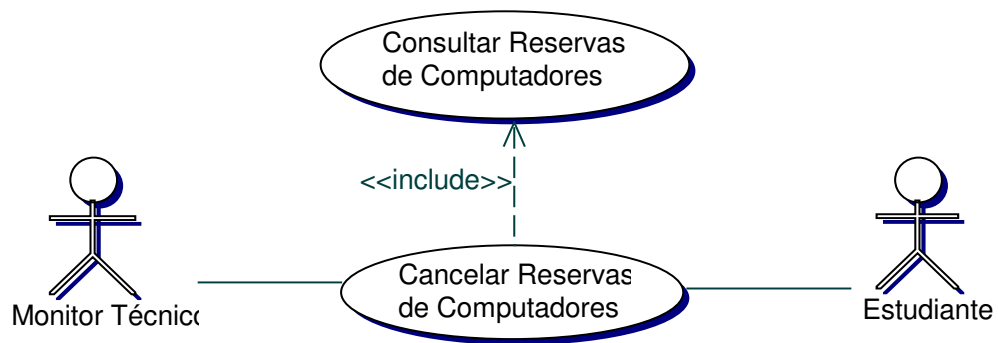 Consultar Reservas
de Computadores
<<include>>
Cancelar Reservas
de Computadores
Monitor Técnico
Estudiante